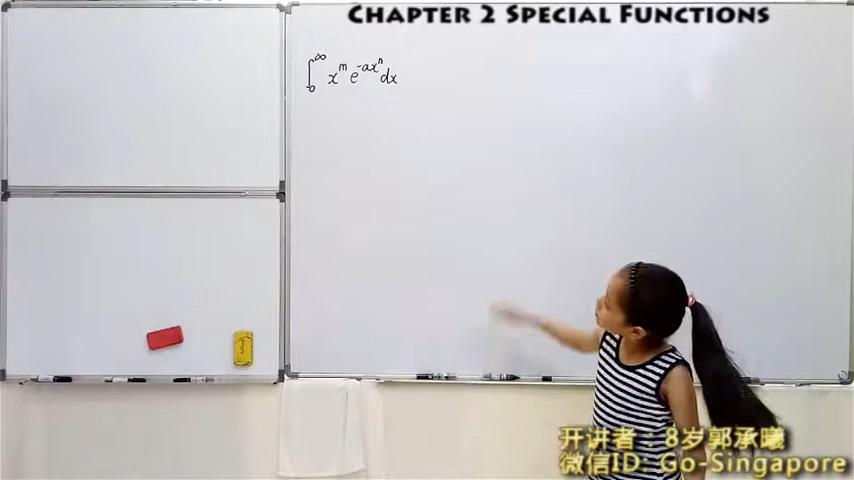 CHAPTER 2 SPECIAL FUNCTIONS
∫₀^∞ x^m e^{-ax^n} dx
开讲者：8岁郭承曦
微信ID: Go-Singapore